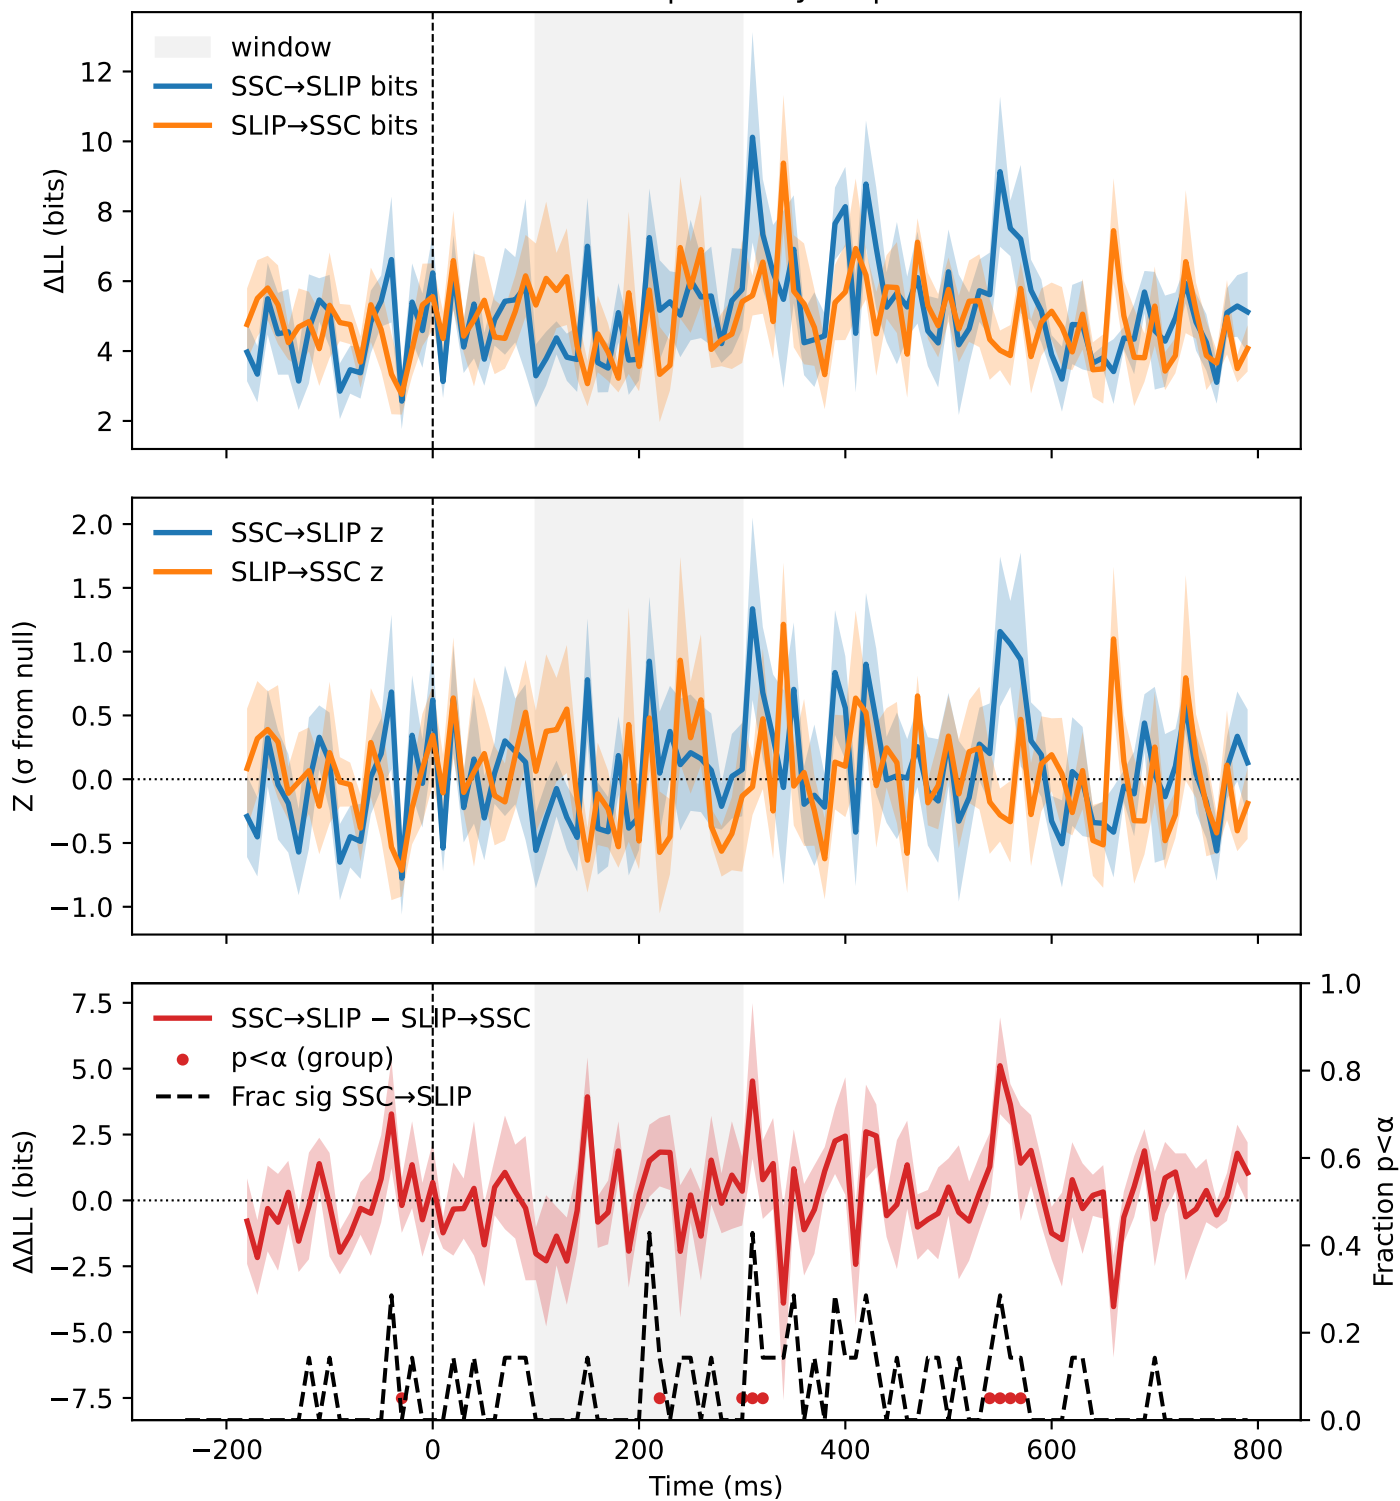 window
SSC→SLIP bits
SLIP→SSC bits
ΔLL (bits)
12
10
8
6
4
2
SSC→SLIP z
SLIP→SSC z
Z (σ from null)
2.0
1.5
1.0
0.5
0.0
−0.5
−1.0
SSC→SLIP − SLIP→SSC
p<α (group)
Frac sig SSC→SLIP
ΔΔLL (bits)
7.5
5.0
2.5
0.0
−2.5
−5.0
−7.5
1.0
0.8
0.6
0.4
0.2
0.0
Fraction p<α
−200 0 200 400 600 800
Time (ms)